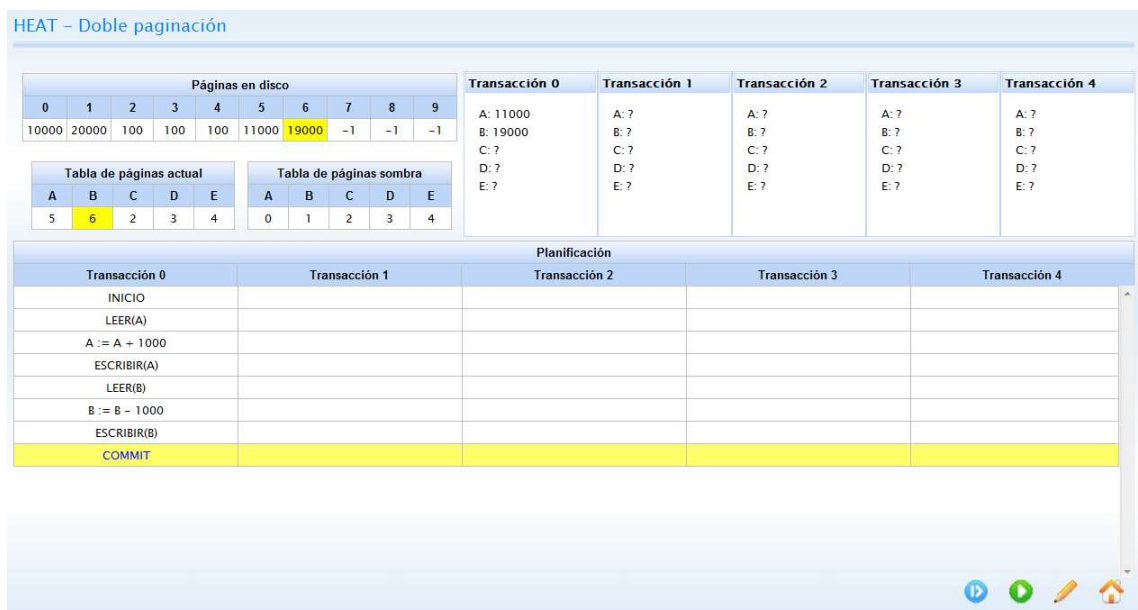 HEAT – Doble paginación
Páginas en disco
0 1 2 3 4 5 6 7 8 9
10000 20000 100 100 100 11000 19000 -1 -1 -1
Tabla de páginas actual
A B C D E
5 6 2 3 4
Tabla de páginas sombra
A B C D E
0 1 2 3 4
Transacción 0
A: 11000
B: 19000
C: ?
D: ?
E: ?
Transacción 1
A: ?
B: ?
C: ?
D: ?
E: ?
Transacción 2
A: ?
B: ?
C: ?
D: ?
E: ?
Transacción 3
A: ?
B: ?
C: ?
D: ?
E: ?
Transacción 4
A: ?
B: ?
C: ?
D: ?
E: ?
Planificación
Transacción 0 Transacción 1 Transacción 2 Transacción 3 Transacción 4
INICIO
LEER(A)
A := A + 1000
ESCRIBIR(A)
LEER(B)
B := B - 1000
ESCRIBIR(B)
COMMIT